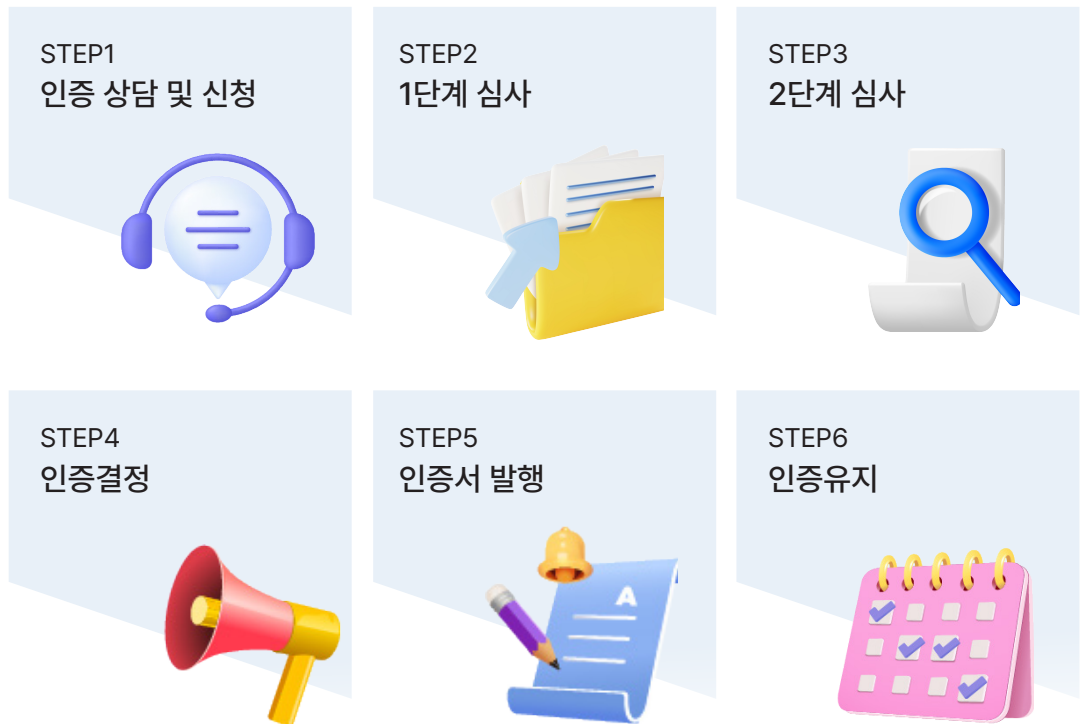 STEP1
인증 상담 및 신청
STEP2
1단계 심사
STEP3
2단계 심사
STEP4
인증결정
STEP5
인증서 발행
A
STEP6
인증유지